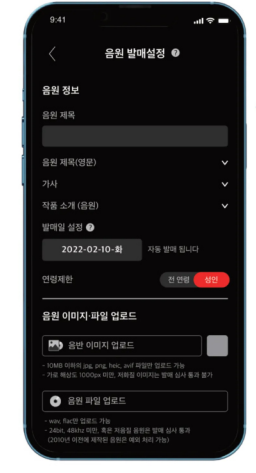 9:41
음원 발매설정 ?
음원 정보
음원 제목
음원 제목(영문)
가사
작품 소개 (음원)
발매일 설정 ?
2022-02-10-화 자동 발매 됩니다
연령제한 전 연령 성인
음원 이미지·파일 업로드
음반 이미지 업로드
- 10MB 이하의 jpg, png, heic, avif 파일만 업로드 가능
- 가로 해상도 1000px 미만, 저화질 이미지는 발매 심사 통과 불가
음원 파일 업로드
- wav, flac만 업로드 가능
- 24bit, 48khz 미만, 혹은 저음질 음원은 발매 심사 통과
(2010년 이전에 제작된 음원은 예외 처리 가능)